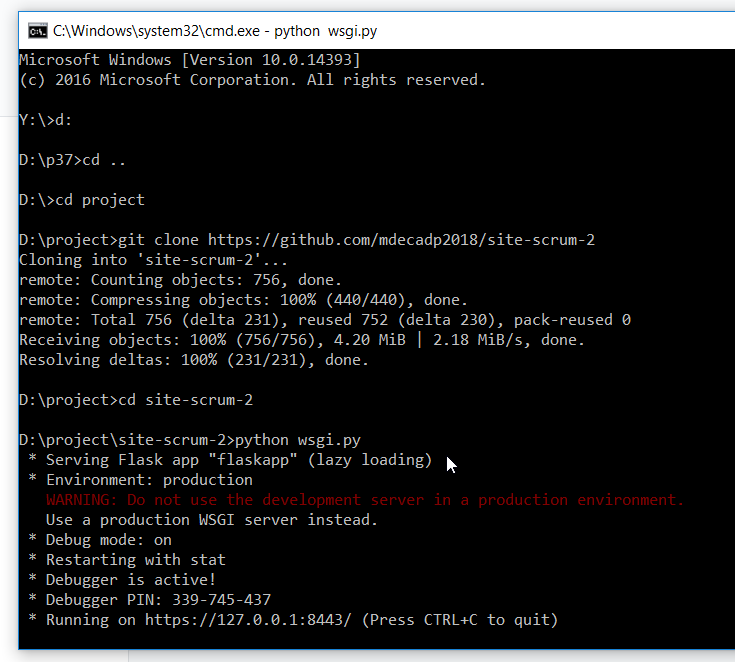 C:\Windows\system32\cmd.exe - python  wsgi.py
Microsoft Windows [Version 10.0.14393]
(c) 2016 Microsoft Corporation. All rights reserved.
Y:\>d:
D:\p37>cd ..
D:\>cd project
D:\project>git clone https://github.com/mdecadp2018/site-scrum-2
Cloning into 'site-scrum-2'...
remote: Counting objects: 756, done.
remote: Compressing objects: 100% (440/440), done.
remote: Total 756 (delta 231), reused 752 (delta 230), pack-reused 0
Receiving objects: 100% (756/756), 4.20 MiB | 2.18 MiB/s, done.
Resolving deltas: 100% (231/231), done.
D:\project>cd site-scrum-2
D:\project\site-scrum-2>python wsgi.py
 * Serving Flask app "flaskapp" (lazy loading)
 * Environment: production
   WARNING: Do not use the development server in a production environment.
   Use a production WSGI server instead.
 * Debug mode: on
 * Restarting with stat
 * Debugger is active!
 * Debugger PIN: 339-745-437
 * Running on https://127.0.0.1:8443/ (Press CTRL+C to quit)